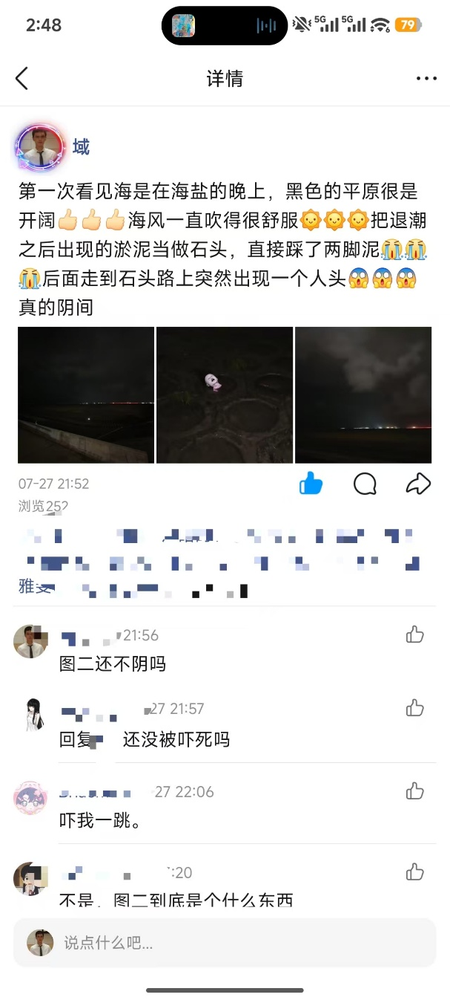 2:48
5G
5G
79
详情
域
第一次看见海是在海盐的晚上，黑色的平原很是
开阔👍🏻👍🏻👍🏻海风一直吹得很舒服🌞🌞🌞把退潮
之后出现的淤泥当做石头，直接踩了两脚泥😭😭
😭后面走到石头路上突然出现一个人头😱😱😱
真的阴间
07-27 21:52
浏览252
雅
21:56
图二还不阴吗
27 21:57
回复 还没被吓死吗
27 22:06
吓我一跳。
:20
不是，图二到底是个什么东西
说点什么吧...